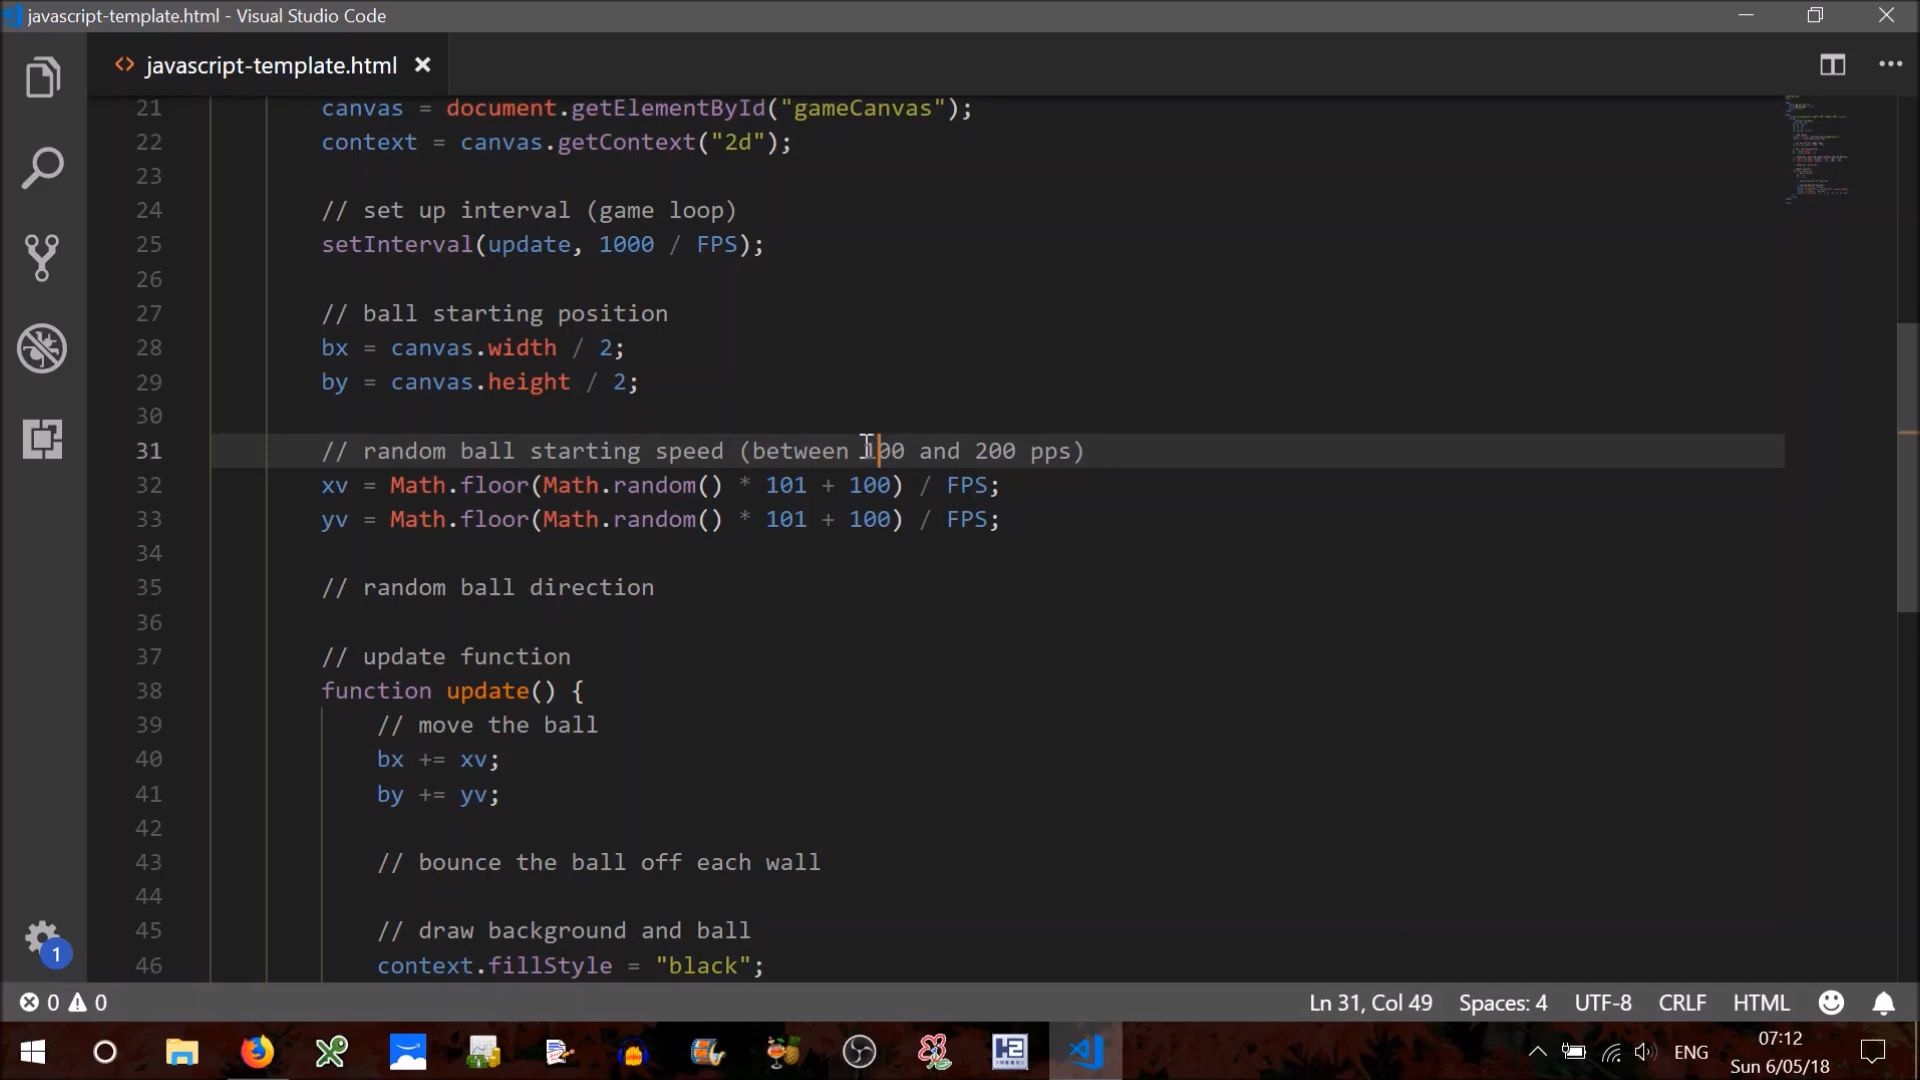 javascript-template.html - Visual Studio Code
javascript-template.html
21 canvas = document.getElementById("gameCanvas");
22 context = canvas.getContext("2d");
23
24 // set up interval (game loop)
25 setInterval(update, 1000 / FPS);
26
27 // ball starting position
28 bx = canvas.width / 2;
29 by = canvas.height / 2;
30
31 // random ball starting speed (between 100 and 200 pps)
32 xv = Math.floor(Math.random() * 101 + 100) / FPS;
33 yv = Math.floor(Math.random() * 101 + 100) / FPS;
34
35 // random ball direction
36
37 // update function
38 function update() {
39 // move the ball
40 bx += xv;
41 by += yv;
42
43 // bounce the ball off each wall
44
45 // draw background and ball
46 context.fillStyle = "black";
1
0 0 Ln 31, Col 49 Spaces: 4 UTF-8 CRLF HTML
ENG
07:12
Sun 6/05/18